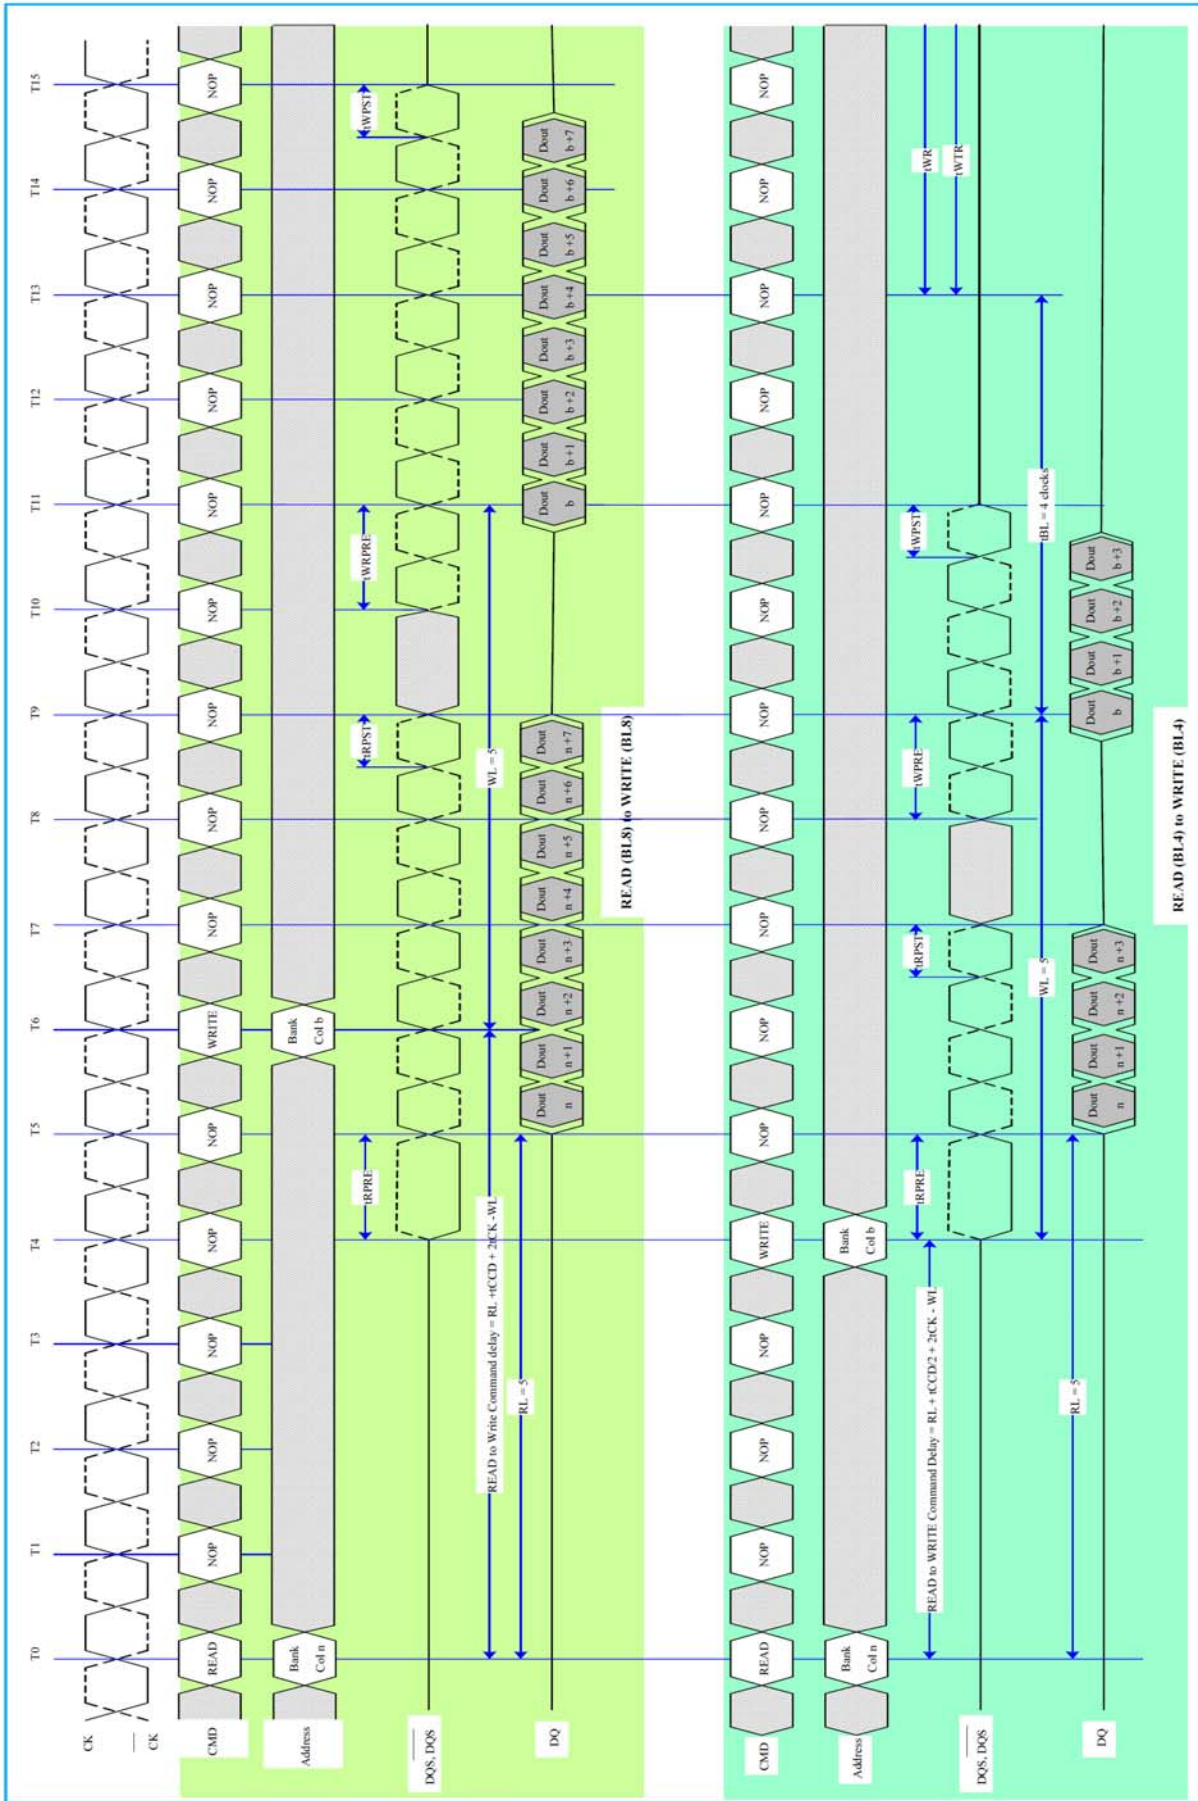 T0 T1 T2 T3 T4 T5 T6 T7 T8 T9 T10 T11 T12 T13 T14 T15
CK
CK
CMD READ NOP NOP NOP NOP NOP WRITE NOP NOP NOP NOP NOP NOP NOP NOP NOP
Address Bank Bank
Col n Col b
tRPRE tRPST tWRPRE tWPST
DQS, DQS
READ to Write Command delay = RL +tCCD + 2tCK -WL WL = 5
RL = 5
DQ Dout Dout Dout Dout Dout Dout Dout Dout Dout Dout Dout Dout Dout Dout Dout Dout
n n +1 n +2 n +3 n +4 n +5 n +6 n +7 b b +1 b +2 b +3 b +4 b +5 b +6 b +7
READ (BL8) to WRITE (BL8)
CMD READ NOP NOP NOP WRITE NOP NOP NOP NOP NOP NOP NOP NOP NOP NOP NOP
Address Bank Bank
Col n Col b
tRPRE tRPST tWPRE tWPST tWR
READ to WRITE Command Delay = RL + tCCD/2 + 2tCK - WL
tWTR
DQS, DQS
WL = 5 tBL = 4 clocks
RL = 5
DQ Dout Dout Dout Dout Dout Dout Dout Dout
n n +1 n +2 n +3 b b +1 b +2 b +3
READ (BL4) to WRITE (BL4)